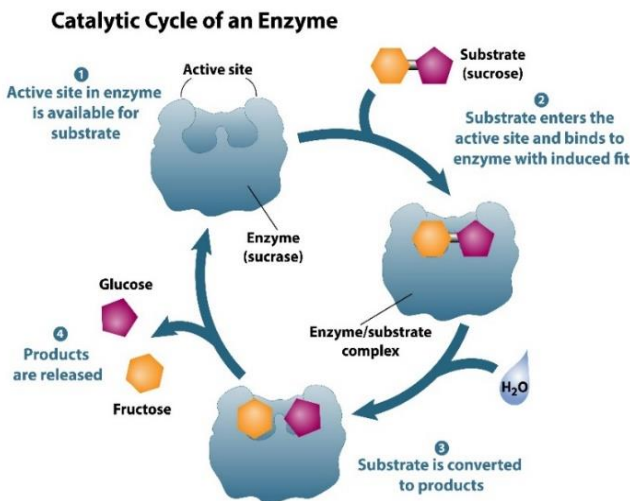 Catalytic Cycle of an Enzyme
1
Active site in enzyme
is available for
substrate
Active site
Substrate
(sucrose)
2
Substrate enters the
active site and binds to
enzyme with induced fit
Enzyme
(sucrase)
Enzyme/substrate
complex
H₂O
3
Substrate is converted
to products
Glucose
4
Products
are released
Fructose